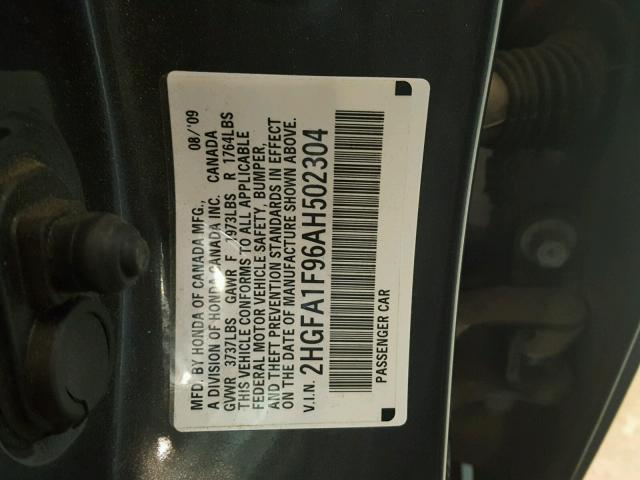 MFD. BY HONDA OF CANADA MFG., 08/'09
A DIVISION OF HONDA CANADA INC. CANADA
GVWR 3737LBS GAWR F 1973LBS R 1764LBS
THIS VEHICLE CONFORMS TO ALL APPLICABLE
FEDERAL MOTOR VEHICLE SAFETY, BUMPER,
AND THEFT PREVENTION STANDARDS IN EFFECT
ON THE DATE OF MANUFACTURE SHOWN ABOVE.
V.I.N. 2HGFA1F96AH502304
PASSENGER CAR